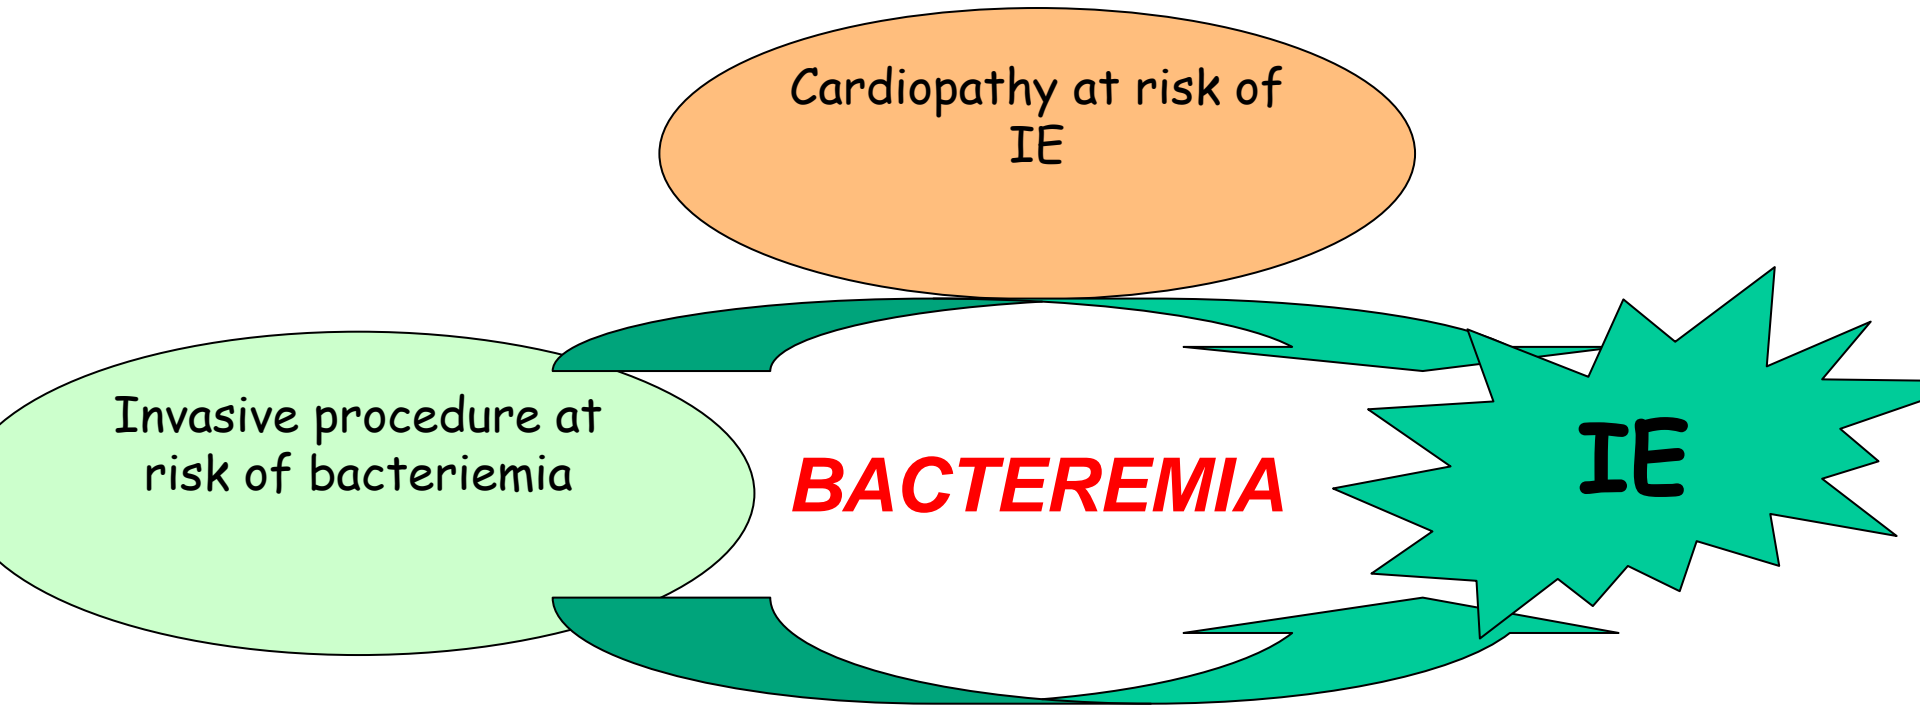 Cardiopathy at risk of
IE
Invasive procedure at
risk of bacteriemia
BACTEREMIA
IE